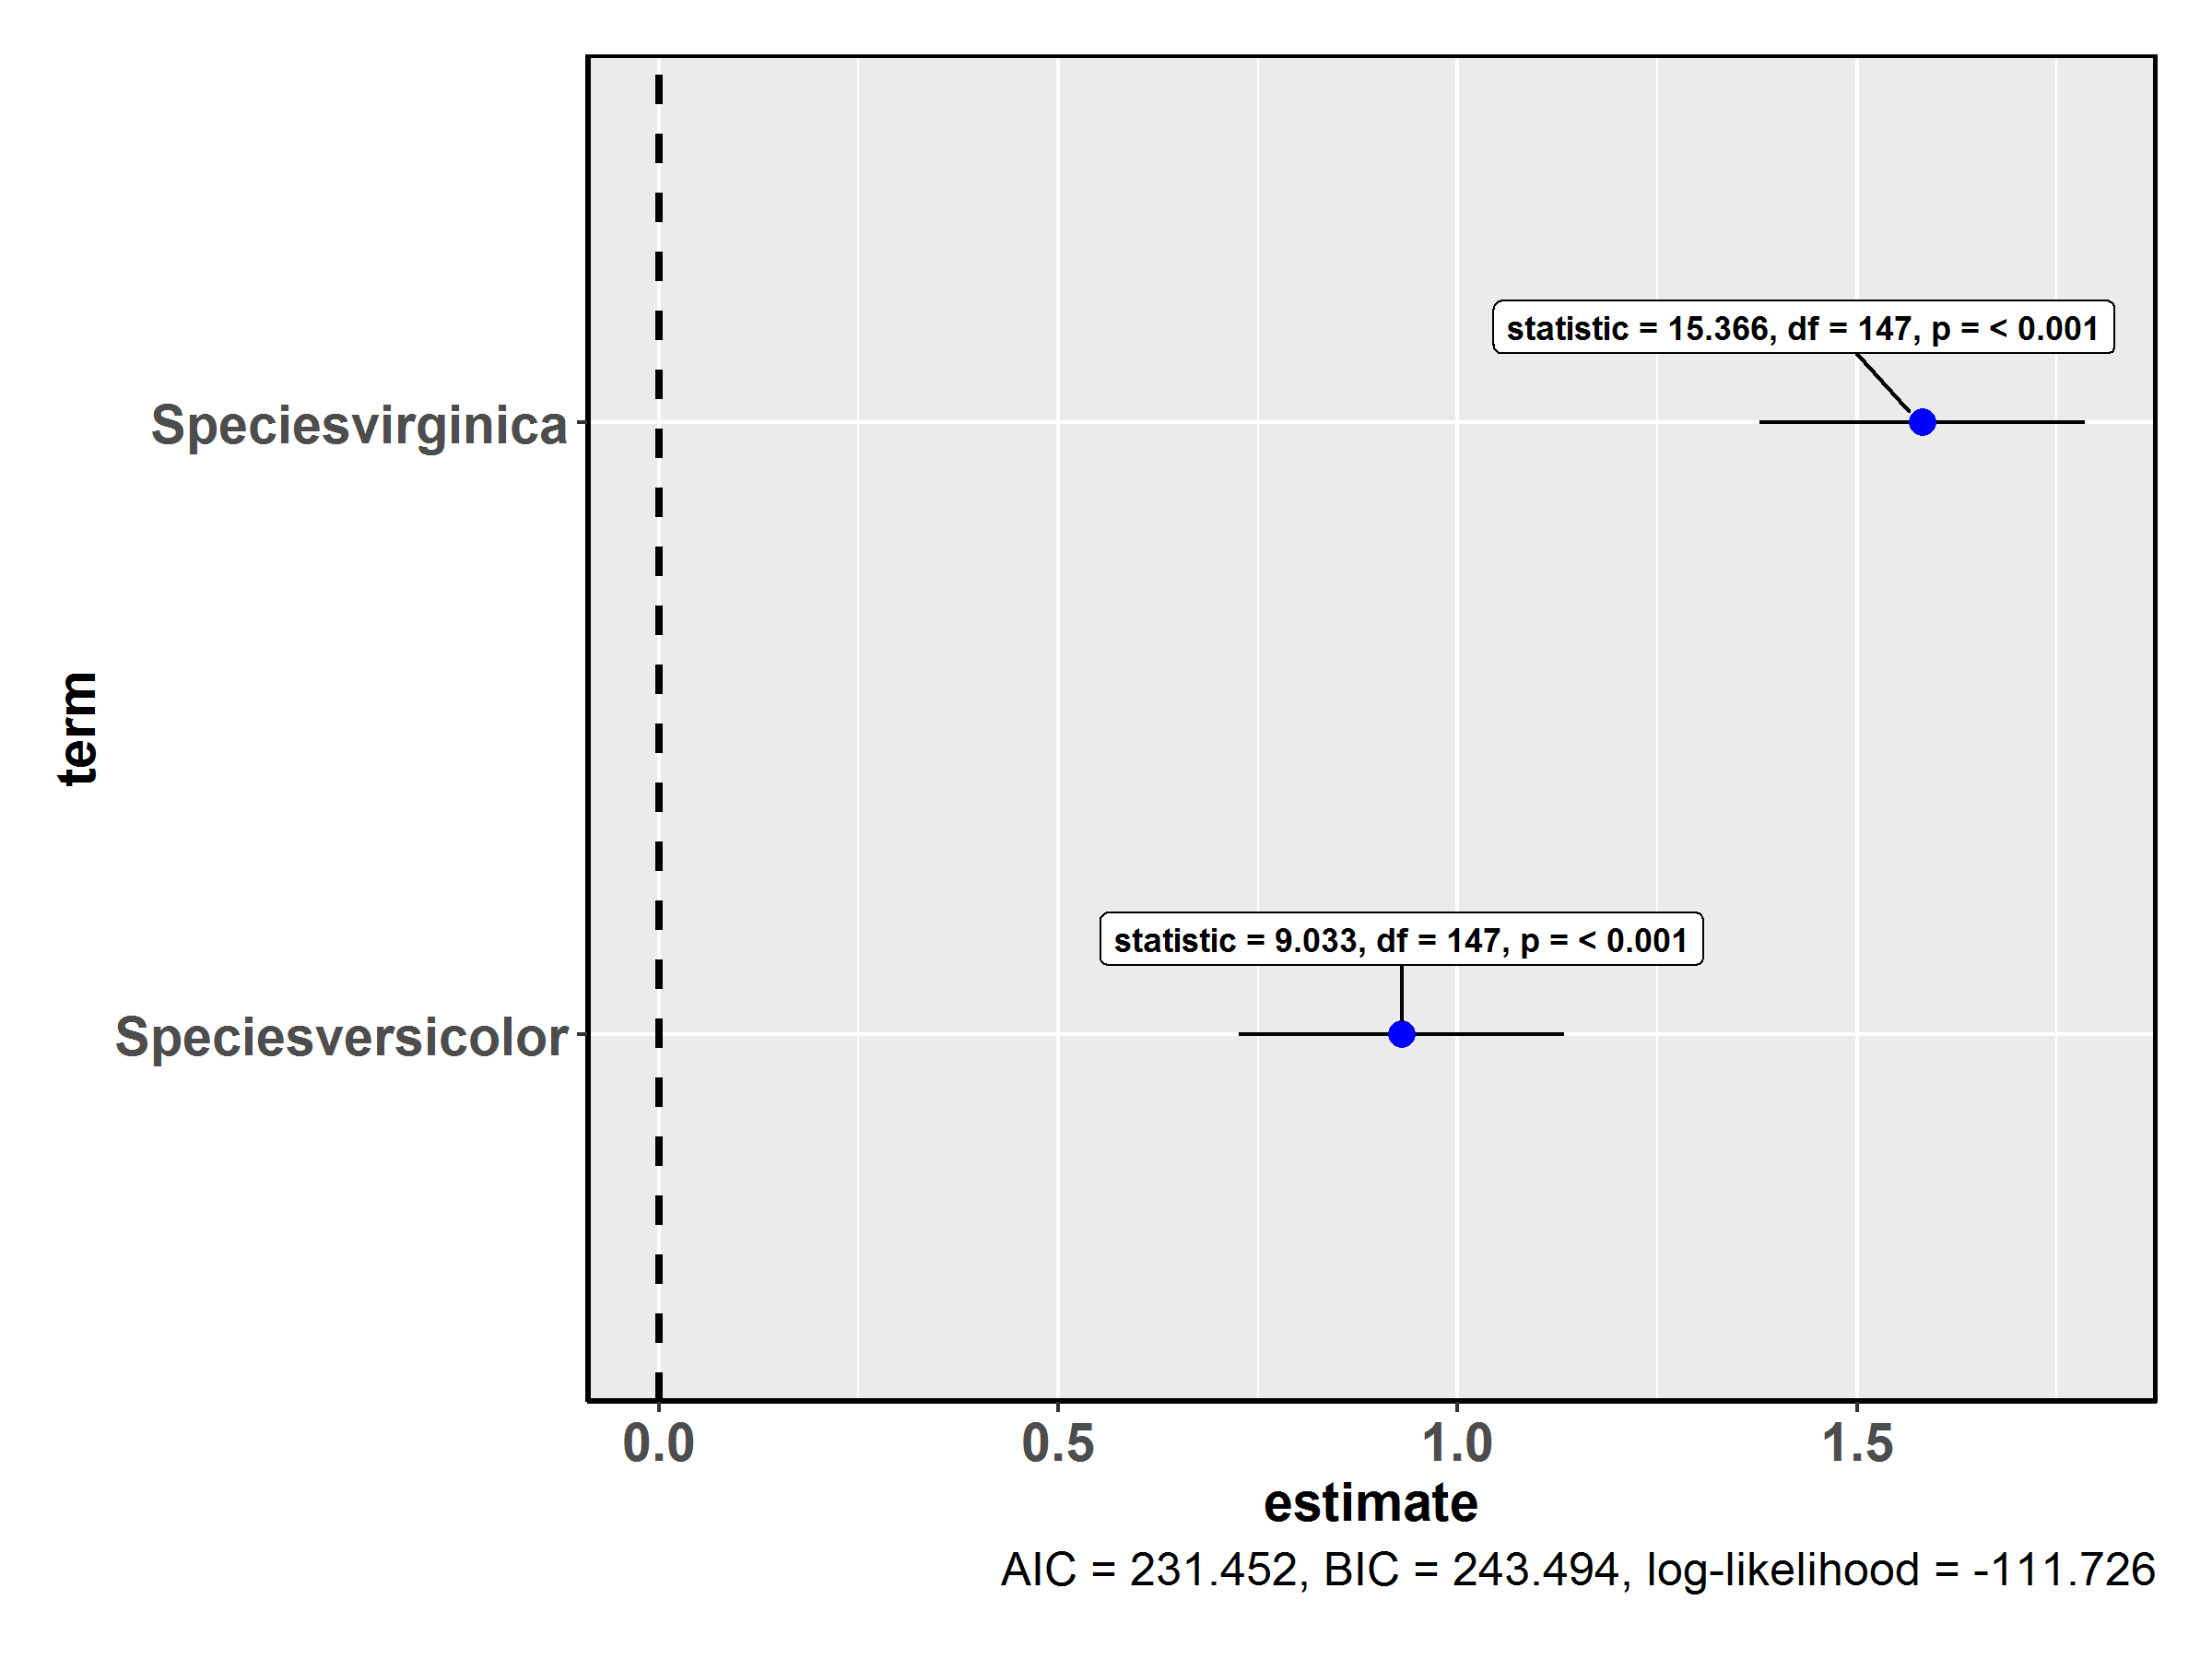 statistic = 15.366, df = 147, p = < 0.001
Speciesvirginica
term
statistic = 9.033, df = 147, p = < 0.001
Speciesversicolor
0.0 0.5 1.0 1.5
estimate
AIC = 231.452, BIC = 243.494, log-likelihood = -111.726